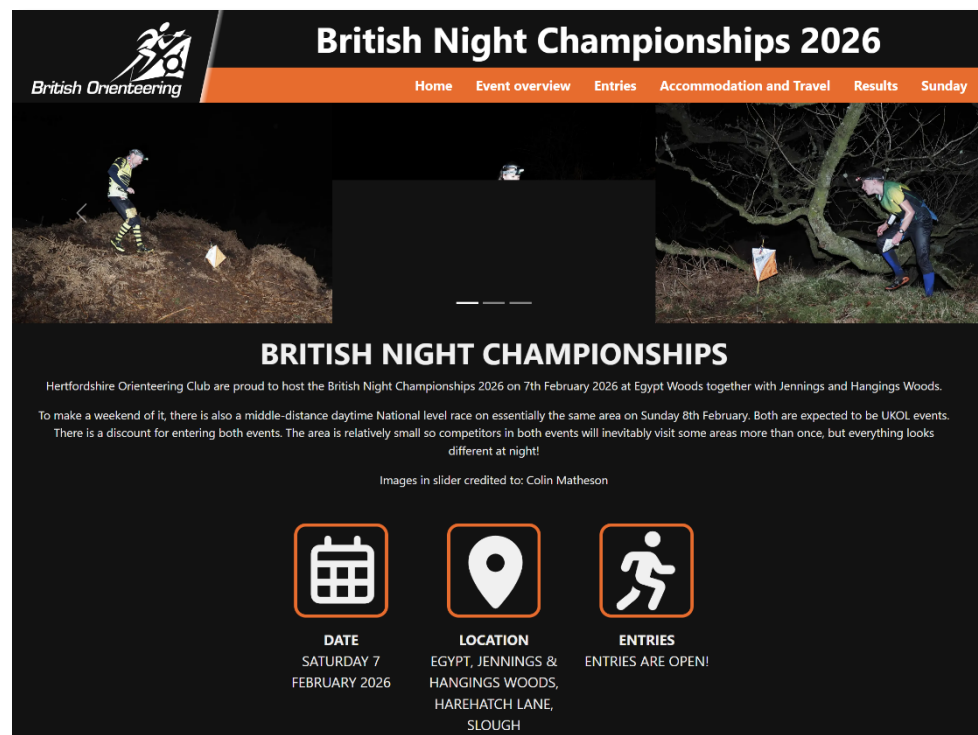 British Night Championships 2026
British Orienteering
Home Event overview Entries Accommodation and Travel Results Sunday
BRITISH NIGHT CHAMPIONSHIPS
Hertfordshire Orienteering Club are proud to host the British Night Championships 2026 on 7th February 2026 at Egypt Woods together with Jennings and Hangings Woods.
To make a weekend of it, there is also a middle-distance daytime National level race on essentially the same area on Sunday 8th February. Both are expected to be UKOL events.
There is a discount for entering both events. The area is relatively small so competitors in both events will inevitably visit some areas more than once, but everything looks
different at night!
Images in slider credited to: Colin Matheson
DATE
SATURDAY 7
FEBRUARY 2026
LOCATION
EGYPT, JENNINGS &
HANGINGS WOODS,
HAREHATCH LANE,
SLOUGH
ENTRIES
ENTRIES ARE OPEN!